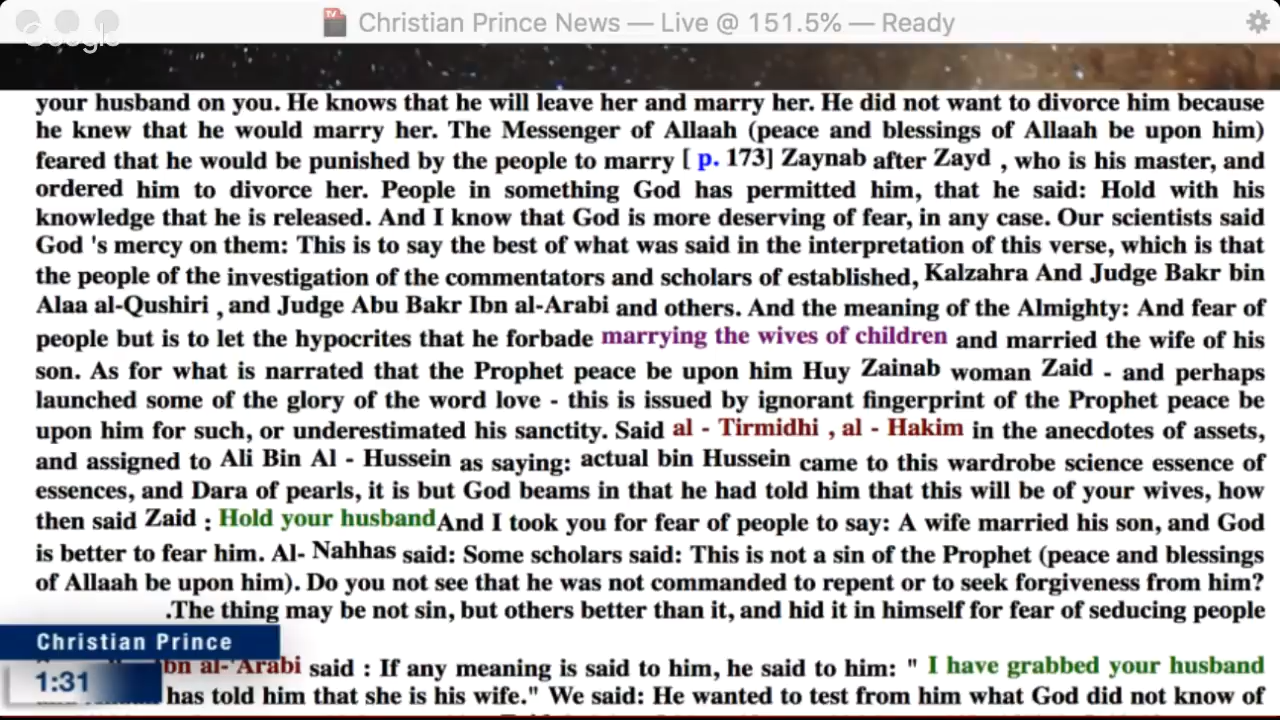 Christian Prince News — Live @ 151.5% — Ready
Google
your husband on you. He knows that he will leave her and marry her. He did not want to divorce him because
he knew that he would marry her. The Messenger of Allaah (peace and blessings of Allaah be upon him)
feared that he would be punished by the people to marry [ p. 173] Zaynab after Zayd , who is his master, and
ordered him to divorce her. People in something God has permitted him, that he said: Hold with his
knowledge that he is released. And I know that God is more deserving of fear, in any case. Our scientists said
God 's mercy on them: This is to say the best of what was said in the interpretation of this verse, which is that
the people of the investigation of the commentators and scholars of established, Kalzahra And Judge Bakr bin
Alaa al-Qushiri , and Judge Abu Bakr Ibn al-Arabi and others. And the meaning of the Almighty: And fear of
people but is to let the hypocrites that he forbade marrying the wives of children and married the wife of his
son. As for what is narrated that the Prophet peace be upon him Huy Zainab woman Zaid - and perhaps
launched some of the glory of the word love - this is issued by ignorant fingerprint of the Prophet peace be
upon him for such, or underestimated his sanctity. Said al - Tirmidhi , al - Hakim in the anecdotes of assets,
and assigned to Ali Bin Al - Hussein as saying: actual bin Hussein came to this wardrobe science essence of
essences, and Dara of pearls, it is but God beams in that he had told him that this will be of your wives, how
then said Zaid : Hold your husbandAnd I took you for fear of people to say: A wife married his son, and God
is better to fear him. Al- Nahhas said: Some scholars said: This is not a sin of the Prophet (peace and blessings
of Allaah be upon him). Do you not see that he was not commanded to repent or to seek forgiveness from him?
.The thing may be not sin, but others better than it, and hid it in himself for fear of seducing people
Christian Prince
bn al-'Arabi said : If any meaning is said to him, he said to him: " I have grabbed your husband
1:31
has told him that she is his wife." We said: He wanted to test from him what God did not know of